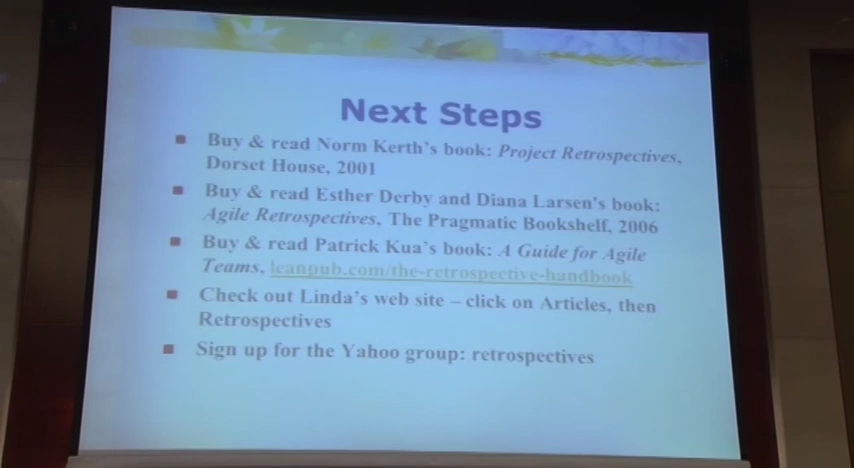 Next Steps
Buy & read Norm Kerth's book: Project Retrospectives,
Dorset House, 2001
Buy & read Esther Derby and Diana Larsen's book:
Agile Retrospectives, The Pragmatic Bookshelf, 2006
Buy & read Patrick Kua's book: A Guide for Agile
Teams, leanpub.com/the-retrospective-handbook
Check out Linda's web site – click on Articles, then
Retrospectives
Sign up for the Yahoo group: retrospectives